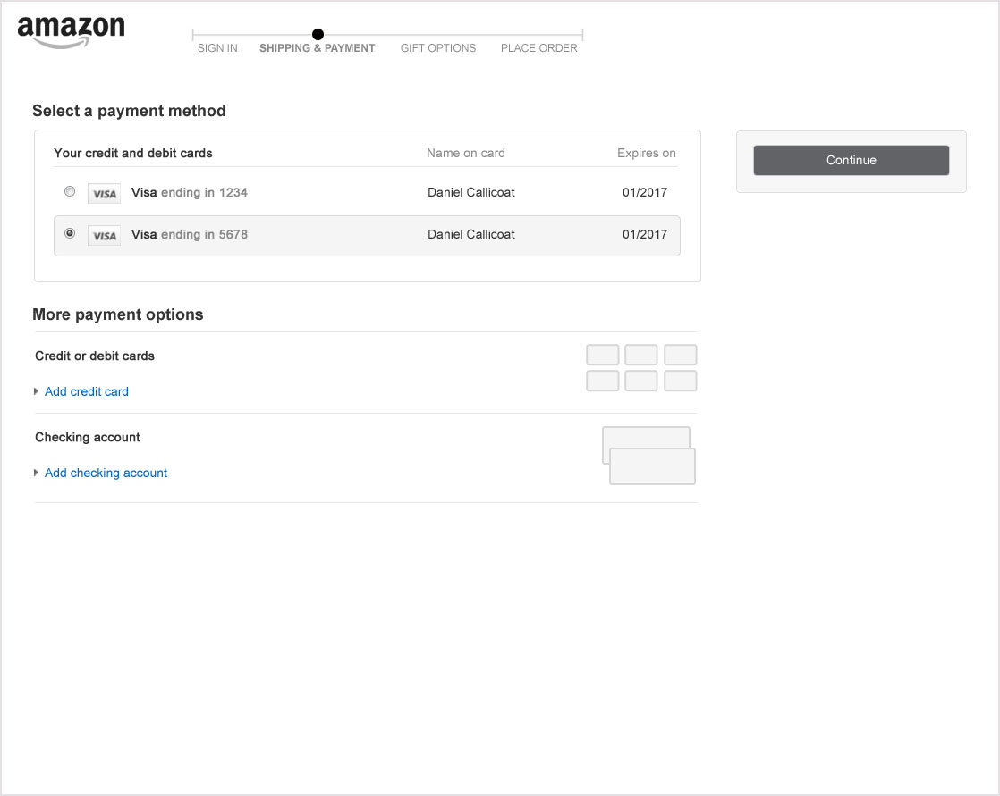 amazon
SIGN IN SHIPPING & PAYMENT GIFT OPTIONS PLACE ORDER
Select a payment method
Your credit and debit cards Name on card Expires on
VISA Visa ending in 1234 Daniel Callicoat 01/2017
VISA Visa ending in 5678 Daniel Callicoat 01/2017
Continue
More payment options
Credit or debit cards
Add credit card
Checking account
Add checking account